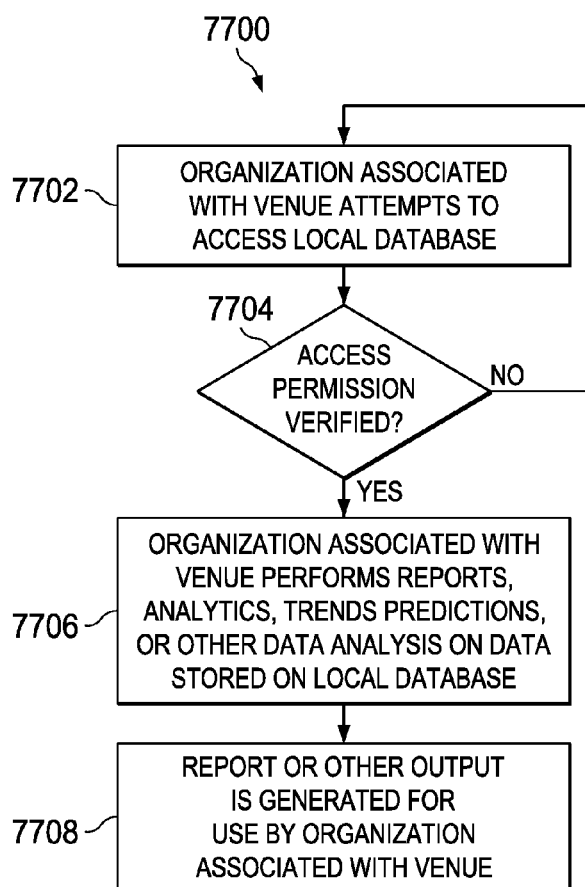 7700
7702
ORGANIZATION ASSOCIATED
WITH VENUE ATTEMPTS TO
ACCESS LOCAL DATABASE
7704
ACCESS
PERMISSION
VERIFIED?
NO
YES
7706
ORGANIZATION ASSOCIATED WITH
VENUE PERFORMS REPORTS,
ANALYTICS, TRENDS PREDICTIONS,
OR OTHER DATA ANALYSIS ON DATA
STORED ON LOCAL DATABASE
7708
REPORT OR OTHER OUTPUT
IS GENERATED FOR
USE BY ORGANIZATION
ASSOCIATED WITH VENUE